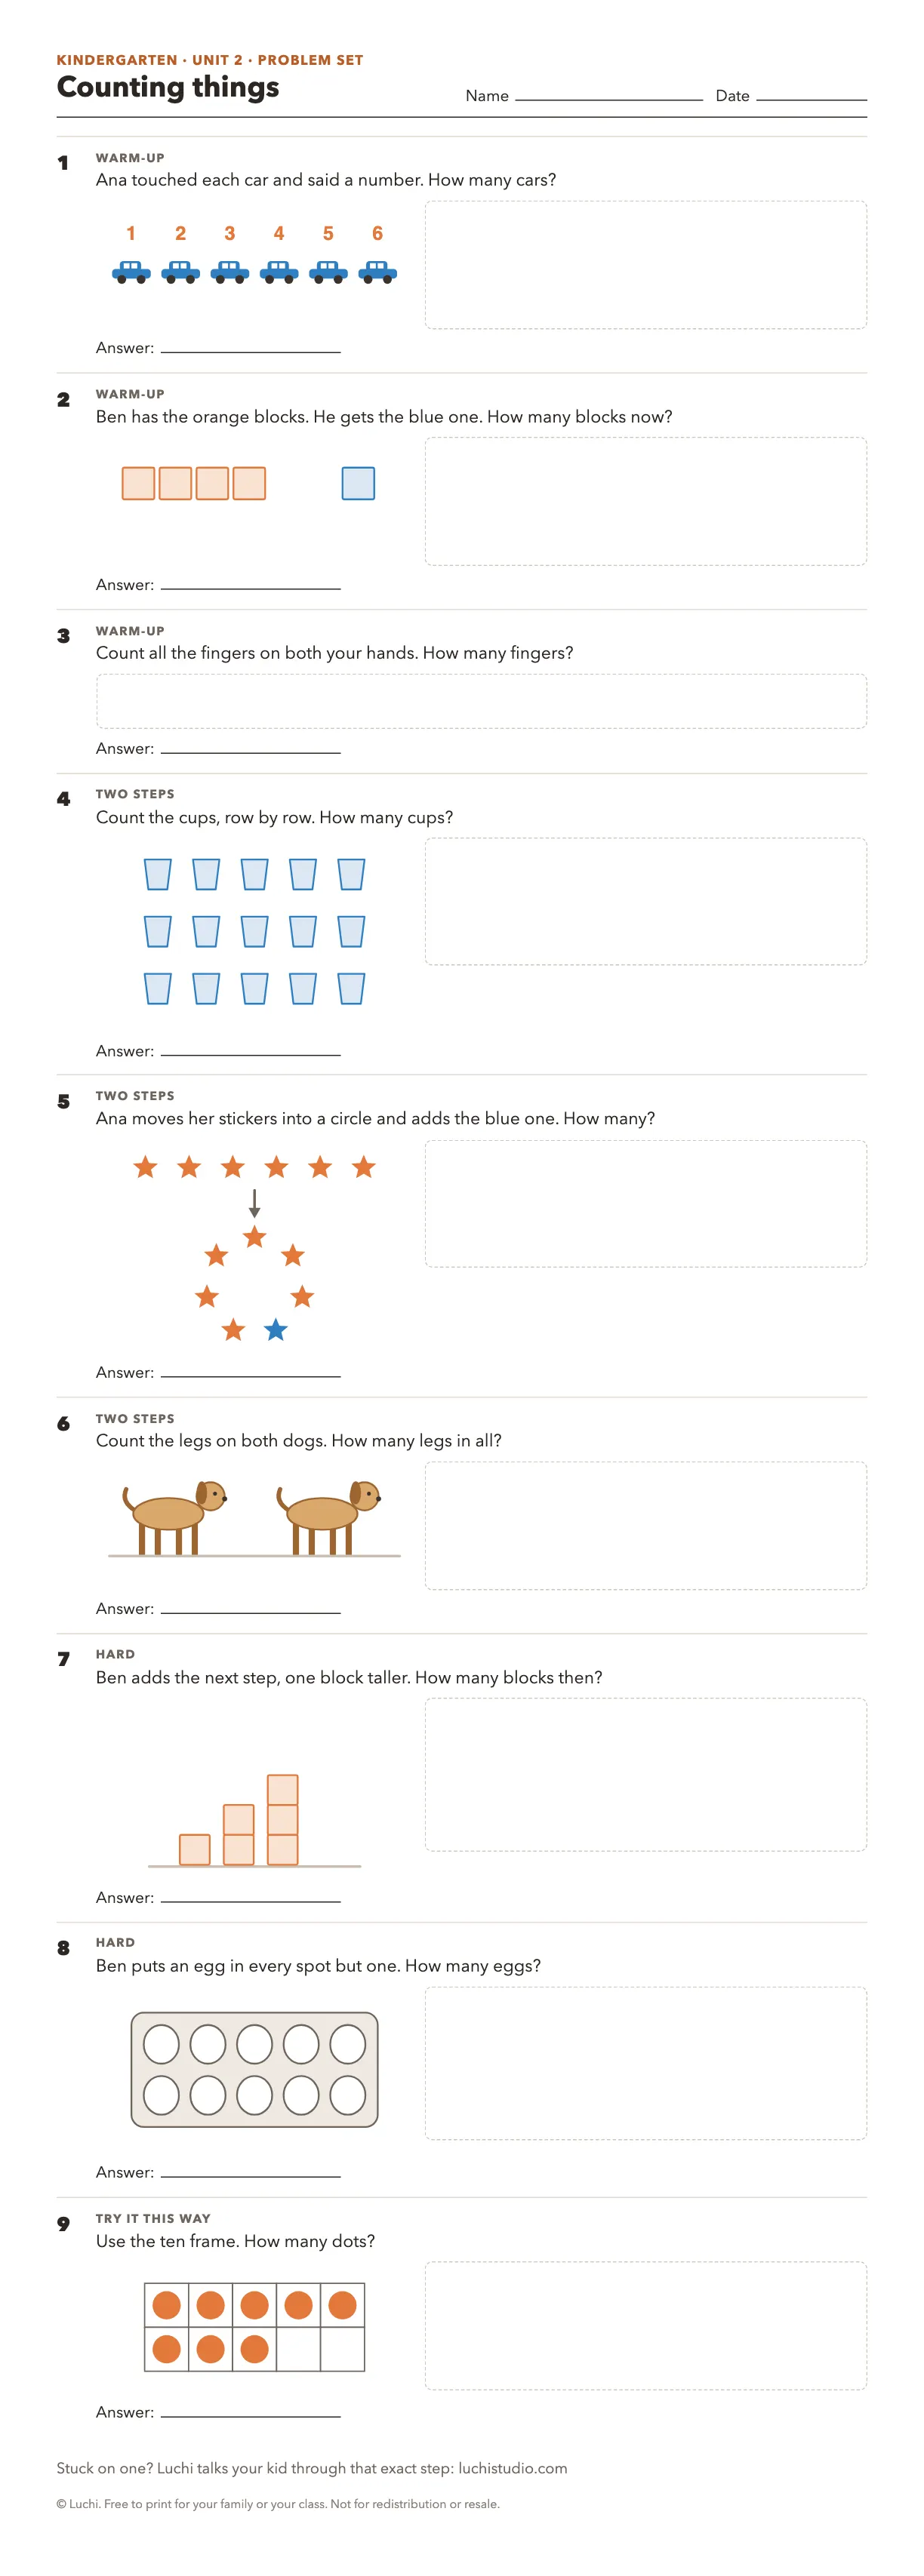 KINDERGARTEN · UNIT 2 · PROBLEM SET
Counting things
Name
Date
1
WARM-UP
Ana touched each car and said a number. How many cars?
1 2 3 4 5 6
Answer:
2
WARM-UP
Ben has the orange blocks. He gets the blue one. How many blocks now?
Answer:
3
WARM-UP
Count all the fingers on both your hands. How many fingers?
Answer:
4
TWO STEPS
Count the cups, row by row. How many cups?
Answer:
5
TWO STEPS
Ana moves her stickers into a circle and adds the blue one. How many?
Answer:
6
TWO STEPS
Count the legs on both dogs. How many legs in all?
Answer:
7
HARD
Ben adds the next step, one block taller. How many blocks then?
Answer:
8
HARD
Ben puts an egg in every spot but one. How many eggs?
Answer:
9
TRY IT THIS WAY
Use the ten frame. How many dots?
Answer:
Stuck on one? Luchi talks your kid through that exact step: luchistudio.com
© Luchi. Free to print for your family or your class. Not for redistribution or resale.